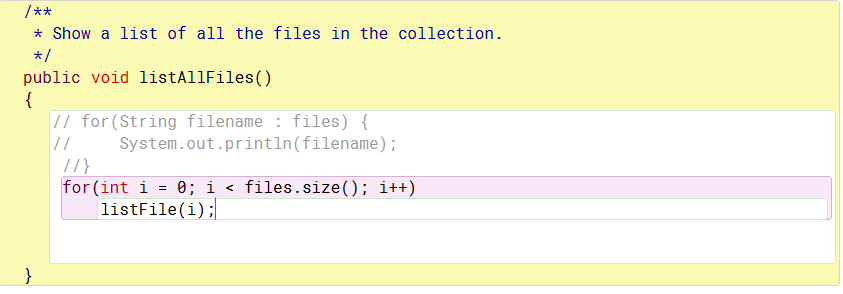 /**
 * Show a list of all the files in the collection.
 */
public void listAllFiles()
{
// for(String filename : files) {
//     System.out.println(filename);
//}
for(int i = 0; i < files.size(); i++)
listFile(i);
}